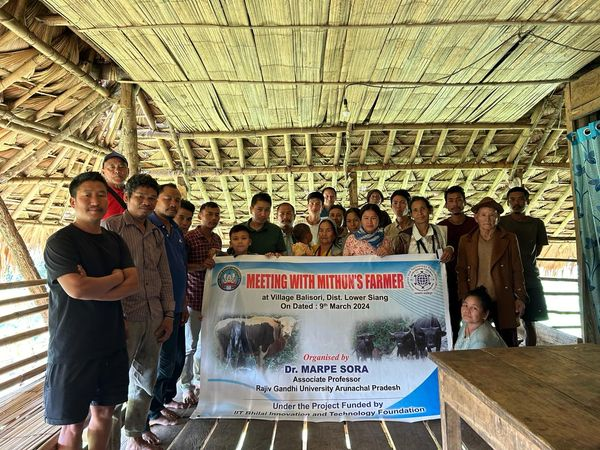 MEETING WITH MITHUN'S FARMER
at Village Balisori, Dist. Lower Siang
On Dated : 9th March 2024
Organised by
Dr. MARPE SORA
Associate Professor
Rajiv Gandhi University Arunachal Pradesh
Under the Project Funded by
IIT Bhilai Innovation and Technology Foundation